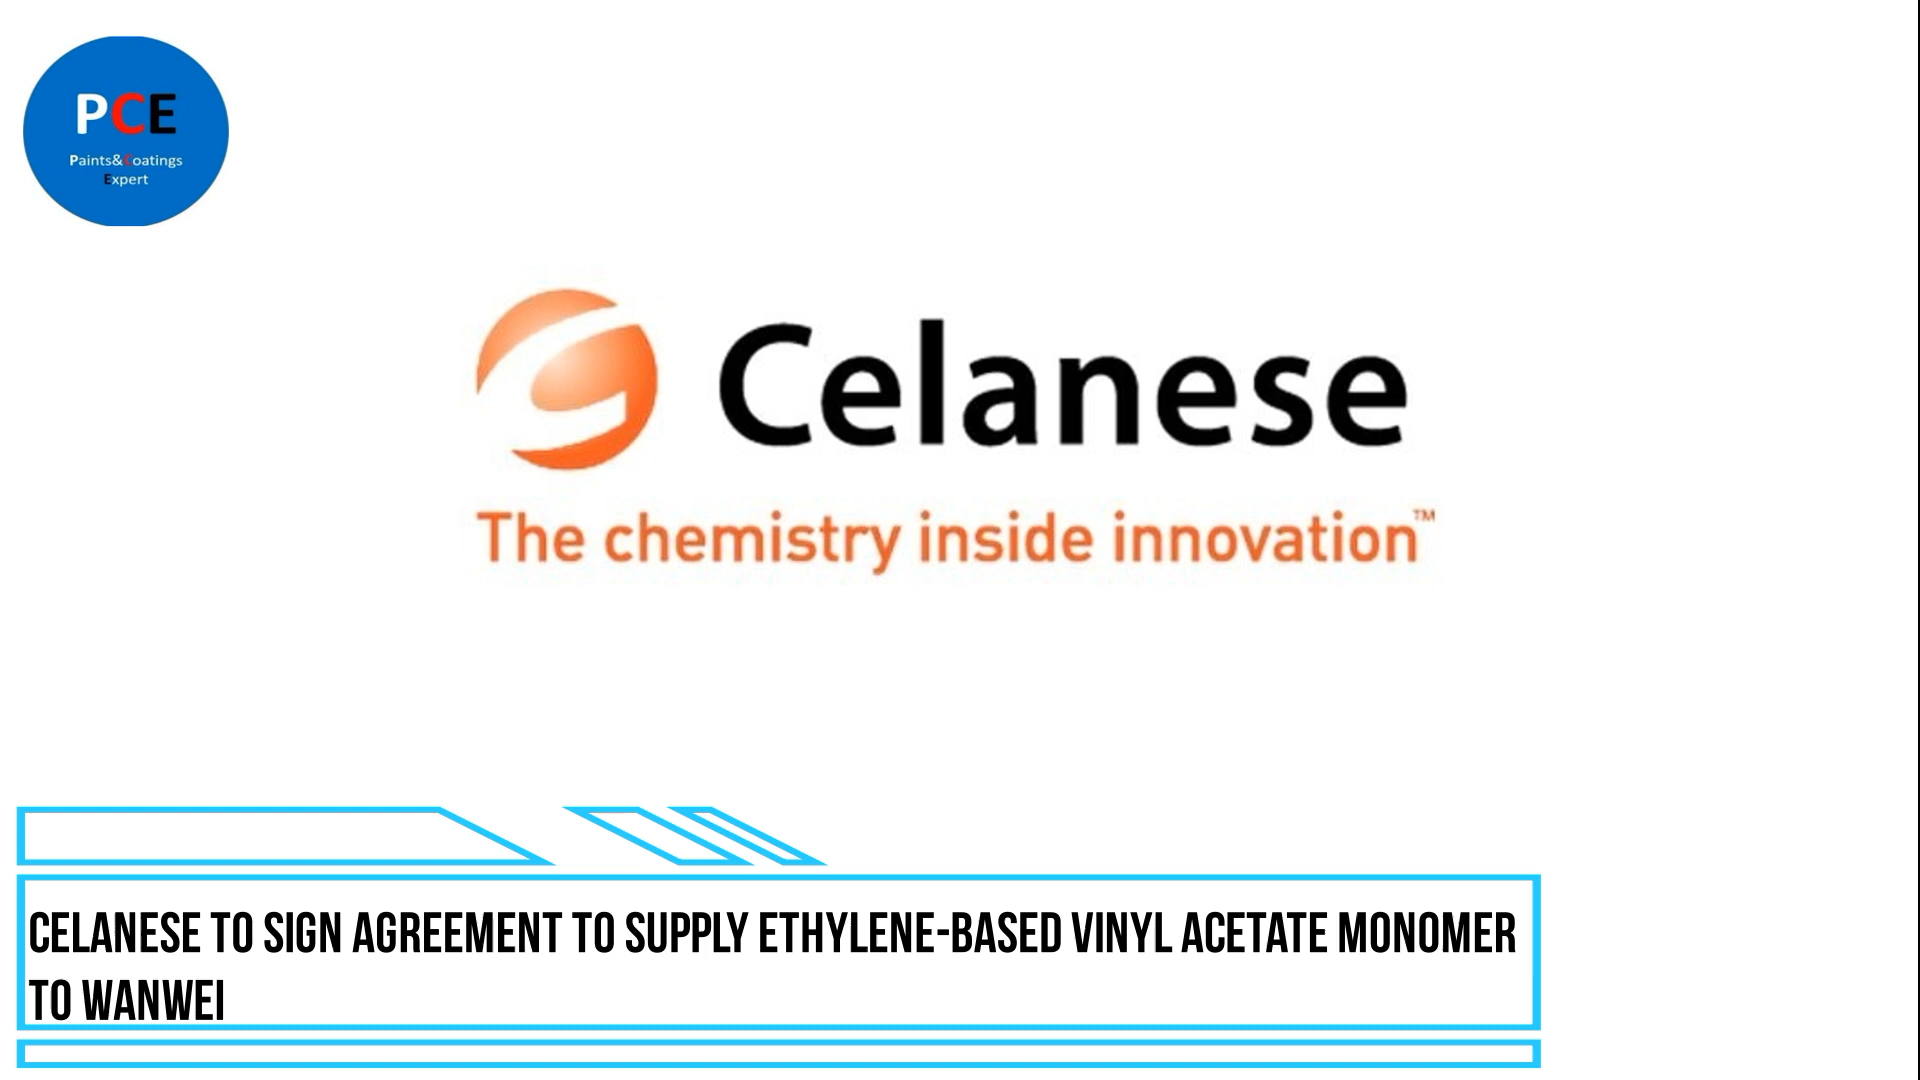 PCE
Paints&Coatings
Expert
Celanese
The chemistry inside innovation™
CELANESE TO SIGN AGREEMENT TO SUPPLY ETHYLENE-BASED VINYL ACETATE MONOMER
TO WANWEI